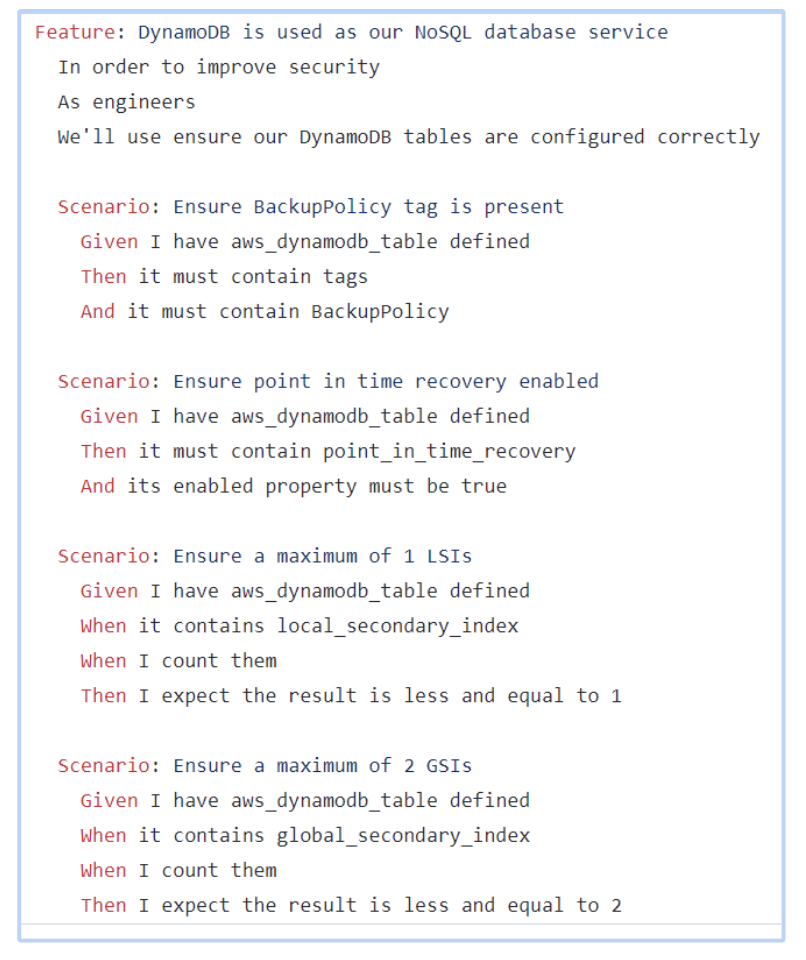 Feature: DynamoDB is used as our NoSQL database service
In order to improve security
As engineers
We'll use ensure our DynamoDB tables are configured correctly
Scenario: Ensure BackupPolicy tag is present
Given I have aws_dynamodb_table defined
Then it must contain tags
And it must contain BackupPolicy
Scenario: Ensure point in time recovery enabled
Given I have aws_dynamodb_table defined
Then it must contain point_in_time_recovery
And its enabled property must be true
Scenario: Ensure a maximum of 1 LSIs
Given I have aws_dynamodb_table defined
When it contains local_secondary_index
When I count them
Then I expect the result is less and equal to 1
Scenario: Ensure a maximum of 2 GSIs
Given I have aws_dynamodb_table defined
When it contains global_secondary_index
When I count them
Then I expect the result is less and equal to 2